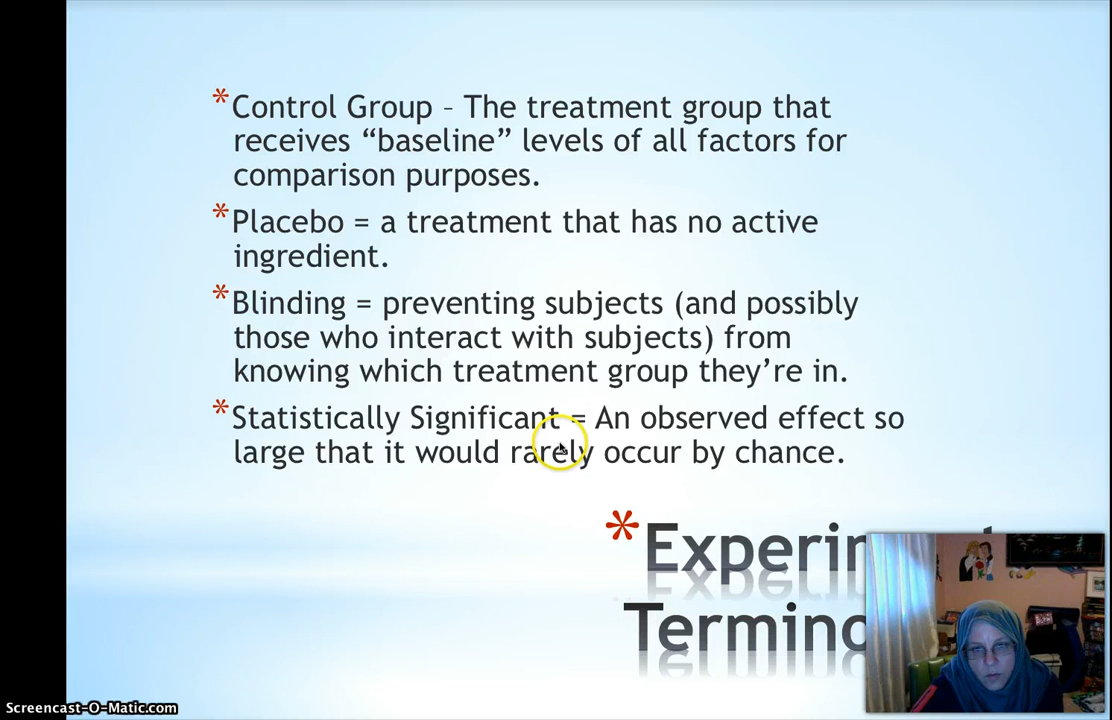 *Control Group – The treatment group that
receives “baseline” levels of all factors for
comparison purposes.
*Placebo = a treatment that has no active
ingredient.
*Blinding = preventing subjects (and possibly
those who interact with subjects) from
knowing which treatment group they’re in.
*Statistically Significant = An observed effect so
large that it would rarely occur by chance.
*
Screencast-O-Matic.com